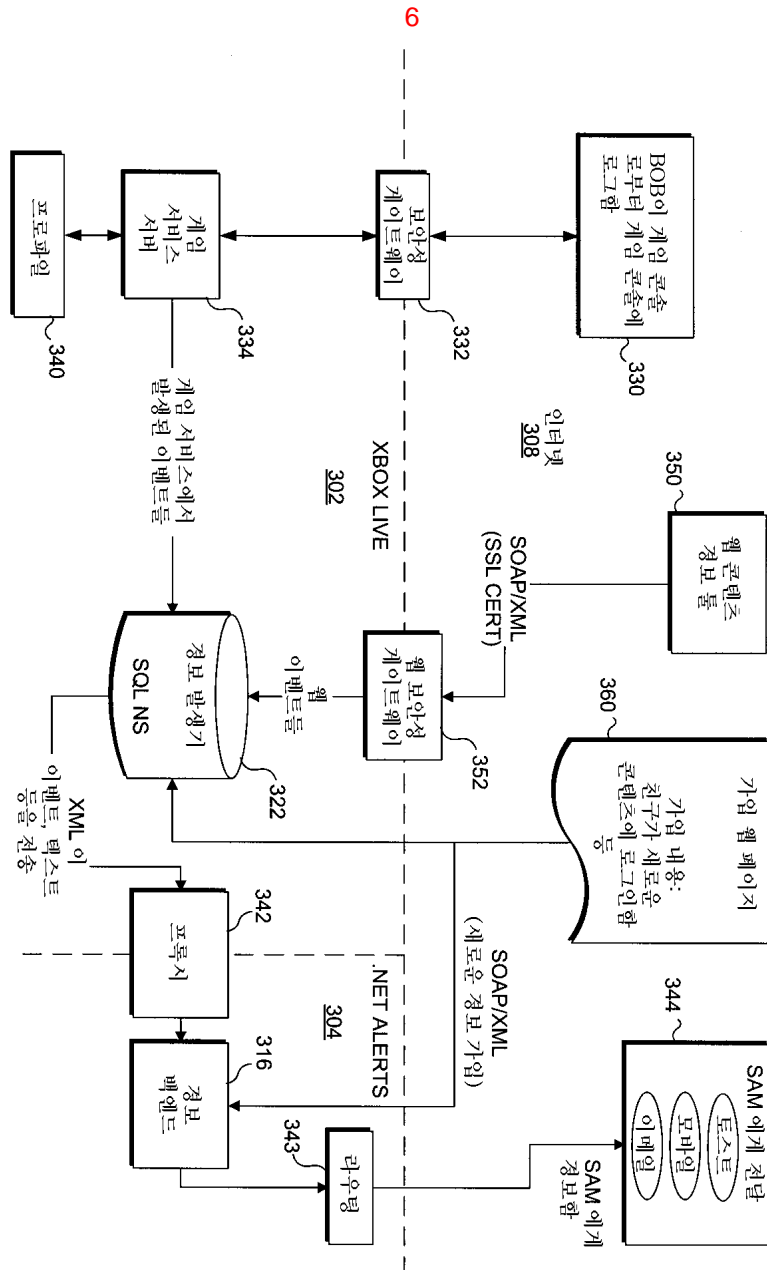 6
BOB이 게임 콘솔
로부터 게임 콘솔에
로그함
330
보안성
게이트웨이
332
게임
서비스
서버
334
프로파일
340
인터넷
308
XBOX LIVE
302
게임 서비스에서
발생된 이벤트들
350
웹 콘텐츠
경보 툴
SOAP/XML
(SSL CERT)
웹 보안성
게이트웨이
352
웹
이벤트들
경보 발생기
SQL NS
322
XML 이
이벤트, 텍스트
등을 전송
360
가입 웹 페이지
가입 내용:
친구가 새로운
콘텐츠에 로그인함
등
SOAP/XML
(새로운 경보 가입)
.NET ALERTS
304
342
프록시
316
경보
백엔드
343
라우팅
SAM 에게
경보함
344
SAM 에게 전달
토스트
모바일
이메일